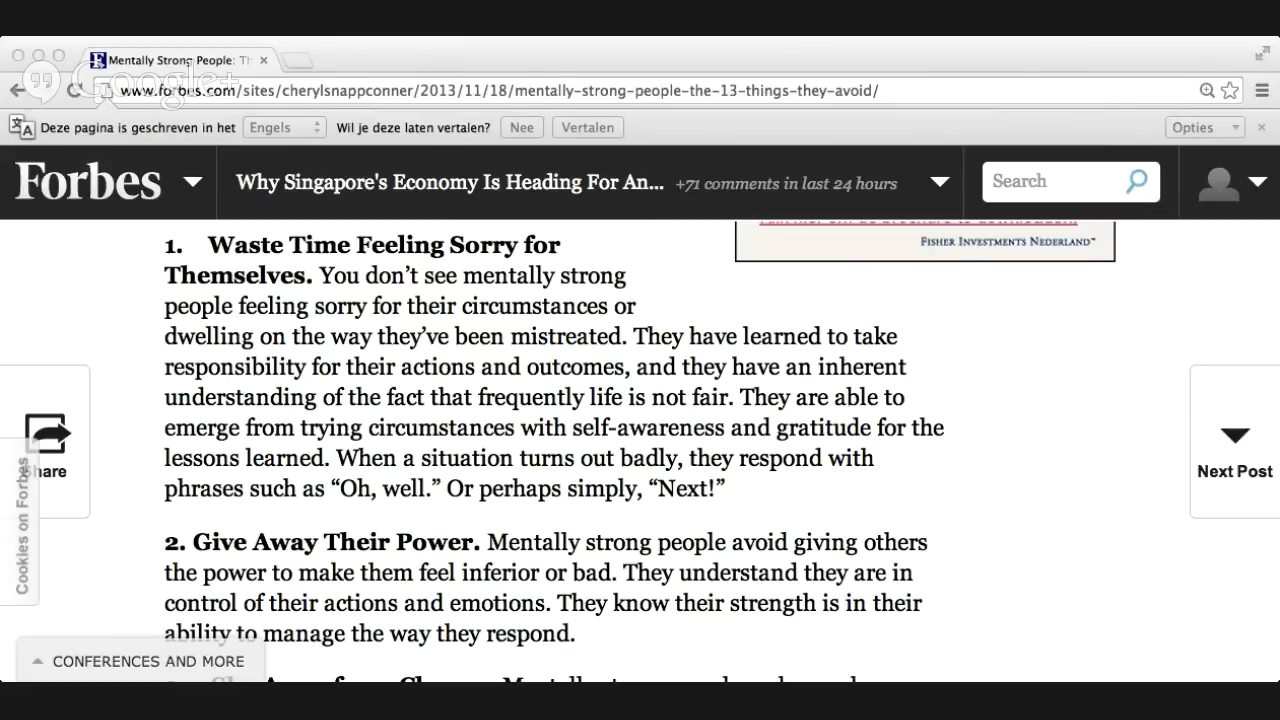 Mentally Strong People: Th
Google+
www.forbes.com/sites/cherylsnappconner/2013/11/18/mentally-strong-people-the-13-things-they-avoid/
Deze pagina is geschreven in het Engels Wil je deze laten vertalen? Nee Vertalen Opties
Forbes Why Singapore's Economy Is Heading For An... +71 comments in last 24 hours Search
FISHER INVESTMENTS NEDERLAND™
1. Waste Time Feeling Sorry for
Themselves. You don't see mentally strong
people feeling sorry for their circumstances or
dwelling on the way they've been mistreated. They have learned to take
responsibility for their actions and outcomes, and they have an inherent
understanding of the fact that frequently life is not fair. They are able to
emerge from trying circumstances with self-awareness and gratitude for the
lessons learned. When a situation turns out badly, they respond with
phrases such as “Oh, well.” Or perhaps simply, “Next!”
2. Give Away Their Power. Mentally strong people avoid giving others
the power to make them feel inferior or bad. They understand they are in
control of their actions and emotions. They know their strength is in their
ability to manage the way they respond.
Share
Cookies on Forbes
Next Post
CONFERENCES AND MORE